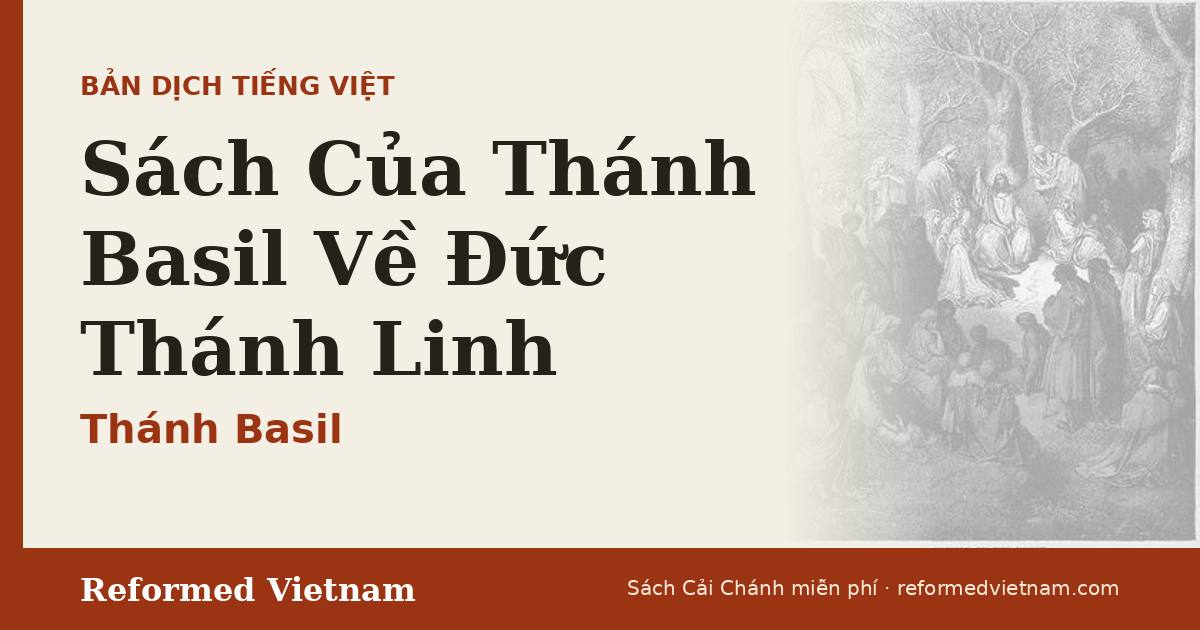 BẢN DỊCH TIẾNG VIỆT
Sách Của Thánh
Basil Về Đức
Thánh Linh
Thánh Basil
Reformed Vietnam
Sách Cải Chánh miễn phí · reformedvietnam.com